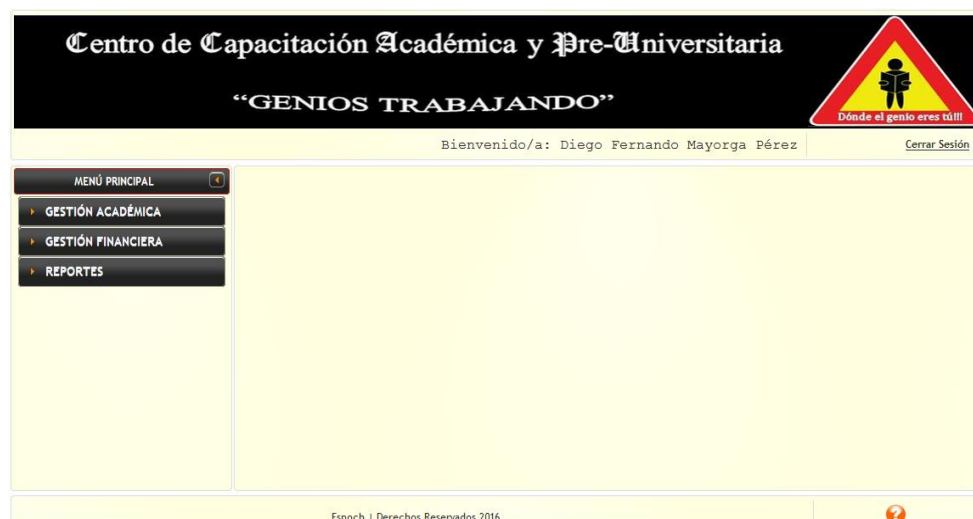 Centro de Capacitación Académica y Pre-Universitaria
“GENIOS TRABAJANDO”
Dónde el genio eres tú!!!
Bienvenido/a: Diego Fernando Mayorga Pérez
Cerrar Sesión
MENÚ PRINCIPAL
GESTIÓN ACADÉMICA
GESTIÓN FINANCIERA
REPORTES
Espoch | Derechos Reservados 2016
?